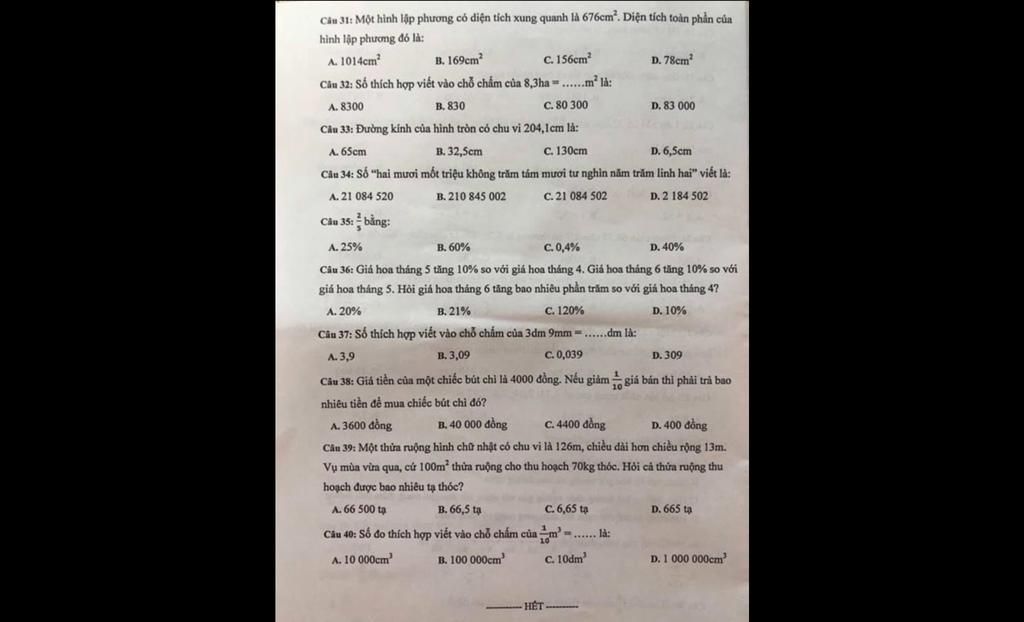 Câu 31: Một hình lập phương có diện tích xung quanh là 676cm². Diện tích toàn phần của
hình lập phương đó là:
A. 1014cm² B. 169cm² C. 156cm² D. 78cm²
Câu 32: Số thích hợp viết vào chỗ chấm của 8,3ha = ......m² là:
A. 8300 B. 830 C. 80 300 D. 83 000
Câu 33: Đường kính của hình tròn có chu vi 204,1cm là:
A. 65cm B. 32,5cm C. 130cm D. 6,5cm
Câu 34: Số “hai mươi mốt triệu không trăm tám mươi tư nghìn năm trăm linh hai” viết là:
A. 21 084 520 B. 210 845 002 C. 21 084 502 D. 2 184 502
Câu 35: 2/5 bằng:
A. 25% B. 60% C. 0,4% D. 40%
Câu 36: Giá hoa tháng 5 tăng 10% so với giá hoa tháng 4. Giá hoa tháng 6 tăng 10% so với
giá hoa tháng 5. Hỏi giá hoa tháng 6 tăng bao nhiêu phần trăm so với giá hoa tháng 4?
A. 20% B. 21% C. 120% D. 10%
Câu 37: Số thích hợp viết vào chỗ chấm của 3dm 9mm = ......dm là:
A. 3,9 B. 3,09 C. 0,039 D. 309
Câu 38: Giá tiền của một chiếc bút chì là 4000 đồng. Nếu giảm 1/10 giá bán thì phải trả bao
nhiêu tiền để mua chiếc bút chì đó?
A. 3600 đồng B. 40 000 đồng C. 4400 đồng D. 400 đồng
Câu 39: Một thửa ruộng hình chữ nhật có chu vi là 126m, chiều dài hơn chiều rộng 13m.
Vụ mùa vừa qua, cứ 100m² thửa ruộng cho thu hoạch 70kg thóc. Hỏi cả thửa ruộng thu
hoạch được bao nhiêu tạ thóc?
A. 66 500 tạ B. 66,5 tạ C. 6,65 tạ D. 665 tạ
Câu 40: Số đo thích hợp viết vào chỗ chấm của 1/10 m³ = ...... là:
A. 10 000cm³ B. 100 000cm³ C. 10dm³ D. 1 000 000cm³
----------- HẾT ----------